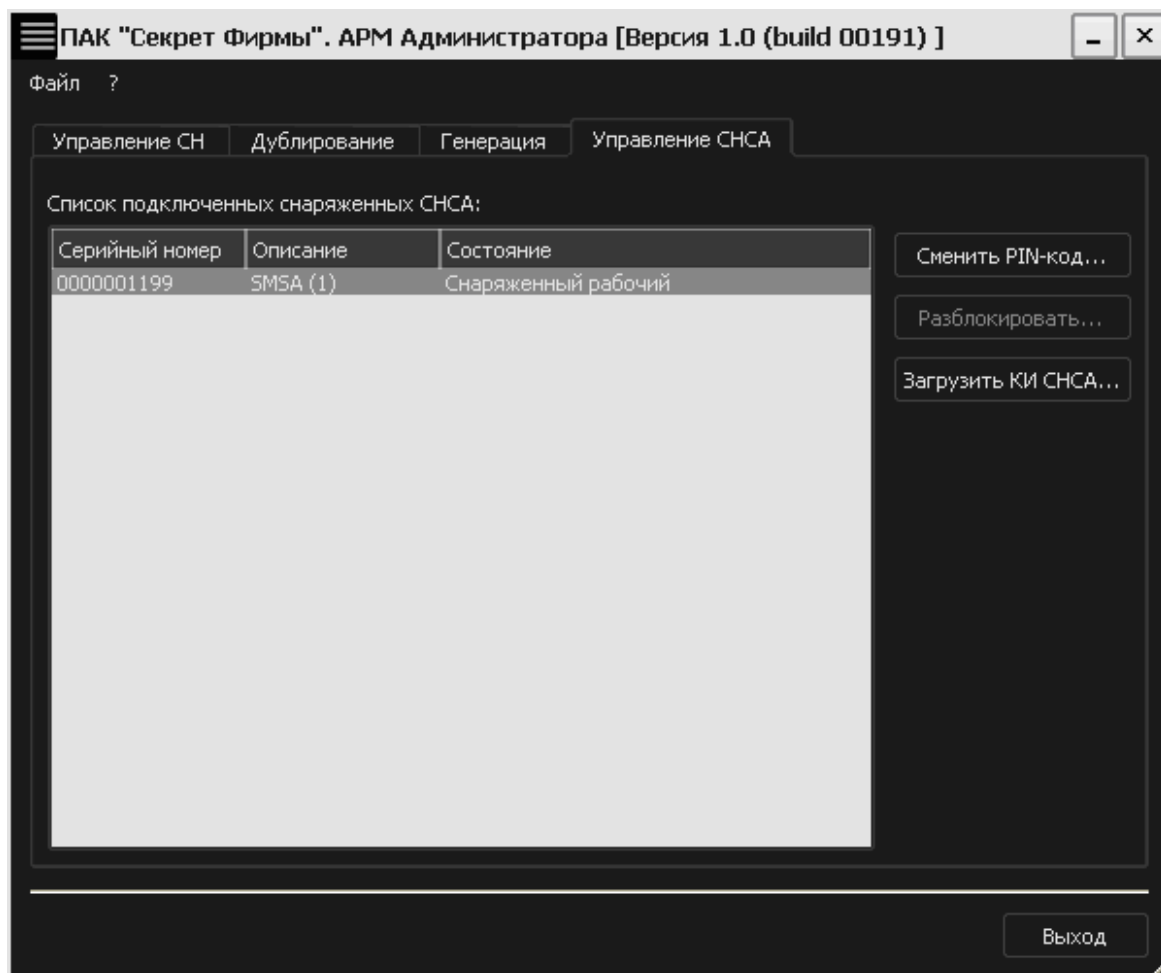 ПАК "Секрет Фирмы". АРМ Администратора [Версия 1.0 (build 00191) ]
Файл ?
Управление СН Дублирование Генерация Управление СНСА
Список подключенных снаряженных СНСА:
Серийный номер Описание Состояние
0000001199 SMSA (1) Снаряженный рабочий
Сменить PIN-код...
Разблокировать...
Загрузить КИ СНСА...
Выход